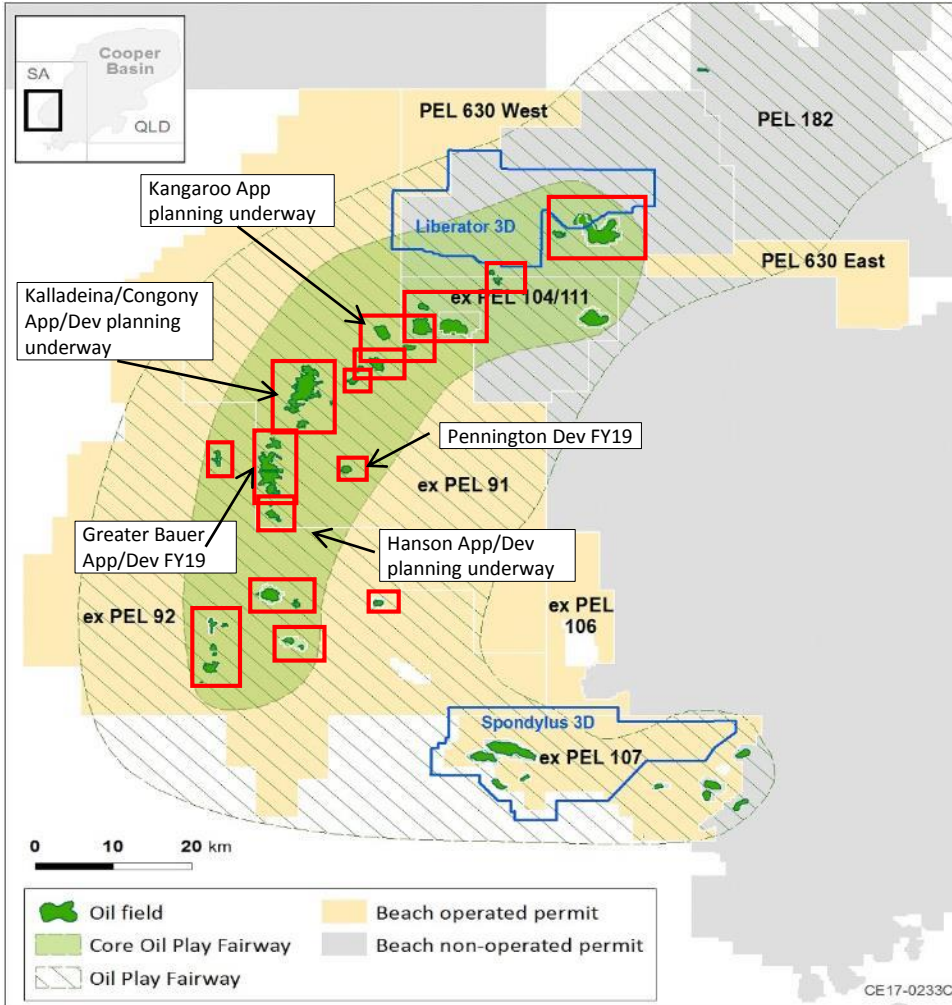 Cooper
Basin
SA
QLD
PEL 630 West
PEL 182
Kangaroo App
planning underway
Liberator 3D
PEL 630 East
Kalladeina/Congony
App/Dev planning
underway
ex PEL 104/111
Pennington Dev FY19
ex PEL 91
Greater Bauer
App/Dev FY19
Hanson App/Dev
planning underway
ex PEL 92
ex PEL
106
Spondylus 3D
ex PEL 107
0 10 20 km
Oil field
Beach operated permit
Core Oil Play Fairway
Beach non-operated permit
Oil Play Fairway
CE17-0233C